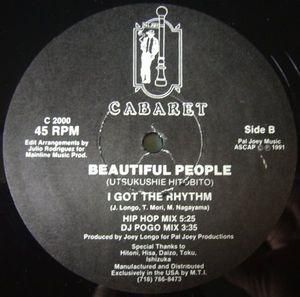 CABARET
C 2000
45 RPM
Edit Arrangements by
Julio Rodriguez for
Mainline Music Prod.
Side B
Pal Joey Music
ASCAP Ⓒ Ⓟ 1991
BEAUTIFUL PEOPLE
(UTSUKUSHIE HITOBITO)
I GOT THE RHYTHM
(J. Longo, T. Mori, M. Nagayama)
HIP HOP MIX 5:25
DJ POGO MIX 3:35
Produced by Joey Longo for Pal Joey Productions
Special Thanks to
Hitoni, Hisa, Daizo, Toku,
Ishizuka
Manufactured and Distributed
Exclusively in the USA by M.T.I.
(718) 786-8473